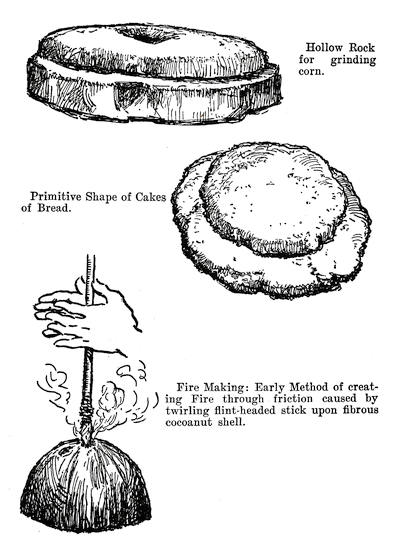 Hollow Rock
for grinding
corn.
Primitive Shape of Cakes
of Bread.
Fire Making: Early Method of creat-
ing Fire through friction caused by
twirling flint-headed stick upon fibrous
cocoanut shell.